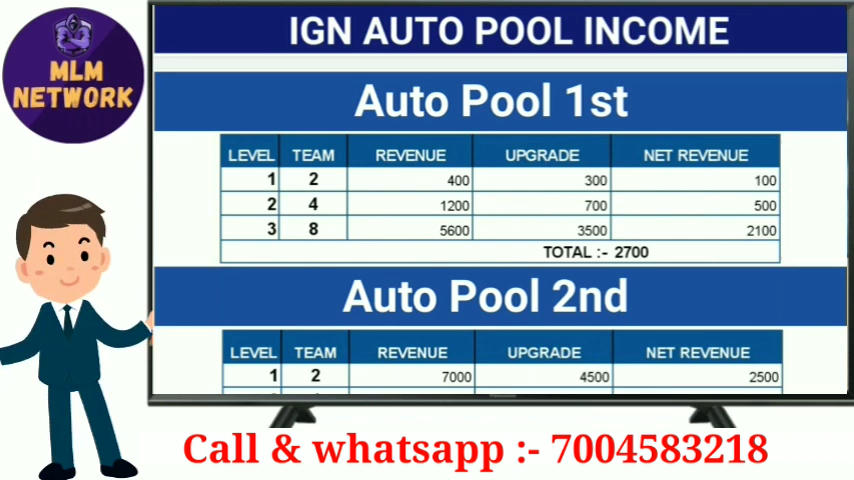 MLM
NETWORK
IGN AUTO POOL INCOME
Auto Pool 1st
LEVEL TEAM REVENUE UPGRADE NET REVENUE
1 2 400 300 100
2 4 1200 700 500
3 8 5600 3500 2100
TOTAL :- 2700
Auto Pool 2nd
LEVEL TEAM REVENUE UPGRADE NET REVENUE
1 2 7000 4500 2500
Call & whatsapp :- 7004583218